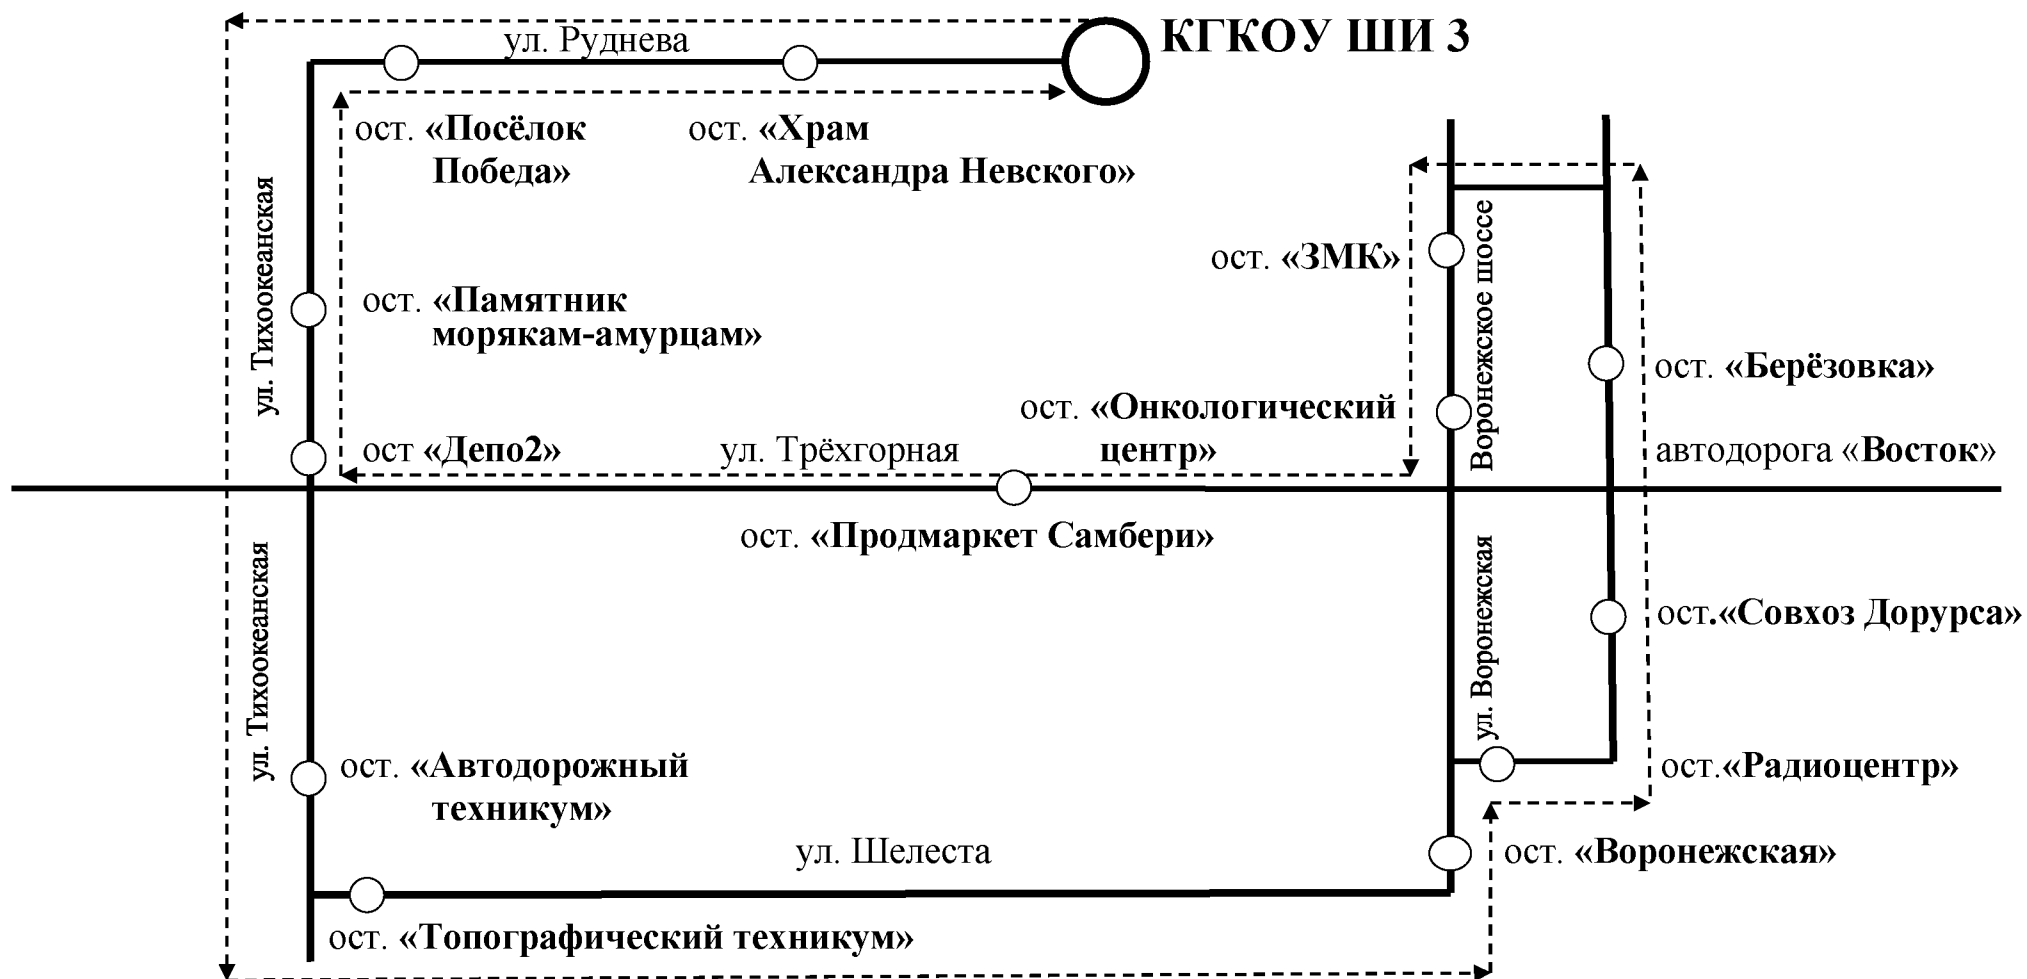 КГКОУ ШИ 3
ул. Руднева
ост. «Посёлок
Победа»
ост. «Храм
Александра Невского»
ул. Тихоокеанская
ост. «ЗМК»
Воронежское шоссе
ост. «Памятник
морякам-амурцам»
ост. «Берёзовка»
ост. «Онкологический
центр»
ост «Депо2»
ул. Трёхгорная
автодорога «Восток»
ост. «Продмаркет Самбери»
ул. Тихоокеанская
ул. Воронежская
ост.«Совхоз Дорурса»
ост. «Автодорожный
техникум»
ост.«Радиоцентр»
ул. Шелеста
ост. «Воронежская»
ост. «Топографический техникум»